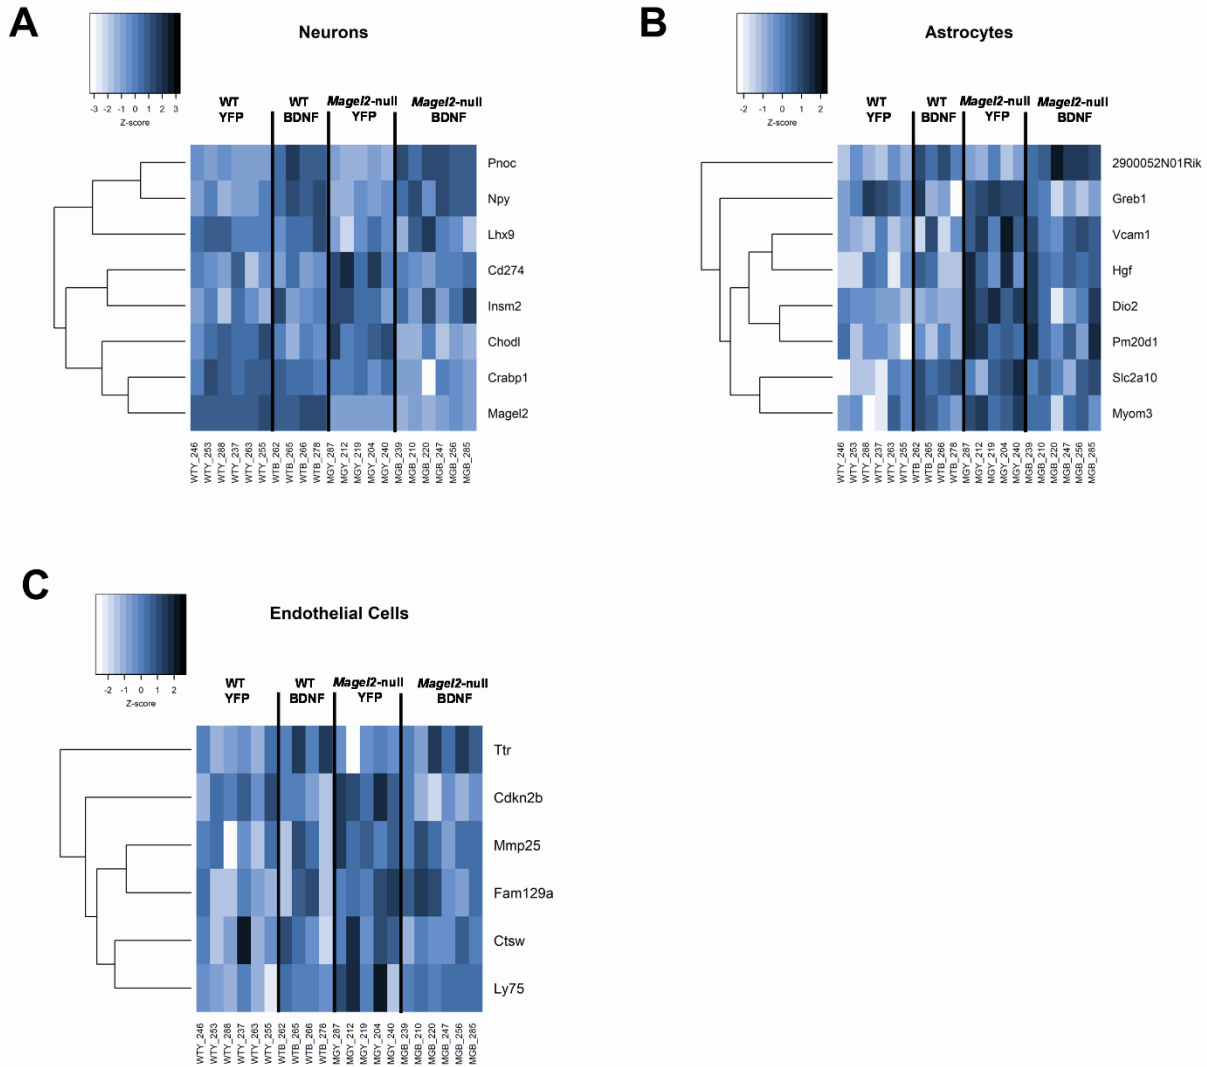 A
Neurons
-3 -2 -1 0 1 2 3
Z-score
WT
YFP
WT
BDNF
Magel2-null
YFP
Magel2-null
BDNF
Pnoc
Npy
Lhx9
Cd274
Insm2
Chodl
Crabp1
Magel2
WTY_246
WTY_253
WTY_288
WTY_237
WTY_263
WTY_255
WTB_262
WTB_265
WTB_266
WTB_278
MGY_287
MGY_212
MGY_219
MGY_204
MGY_240
MGB_239
MGB_210
MGB_220
MGB_247
MGB_256
MGB_285
B
Astrocytes
-2 -1 0 1 2
Z-score
WT
YFP
WT
BDNF
Magel2-null
YFP
Magel2-null
BDNF
2900052N01Rik
Greb1
Vcam1
Hgf
Dio2
Pm20d1
Slc2a10
Myom3
WTY_246
WTY_253
WTY_288
WTY_237
WTY_263
WTY_255
WTB_262
WTB_265
WTB_266
WTB_278
MGY_287
MGY_212
MGY_219
MGY_204
MGY_240
MGB_239
MGB_210
MGB_220
MGB_247
MGB_256
MGB_285
C
Endothelial Cells
-2 -1 0 1 2
Z-score
WT
YFP
WT
BDNF
Magel2-null
YFP
Magel2-null
BDNF
Ttr
Cdkn2b
Mmp25
Fam129a
Ctsw
Ly75
WTY_246
WTY_253
WTY_288
WTY_237
WTY_263
WTY_255
WTB_262
WTB_265
WTB_266
WTB_278
MGY_287
MGY_212
MGY_219
MGY_204
MGY_240
MGB_239
MGB_210
MGB_220
MGB_247
MGB_256
MGB_285